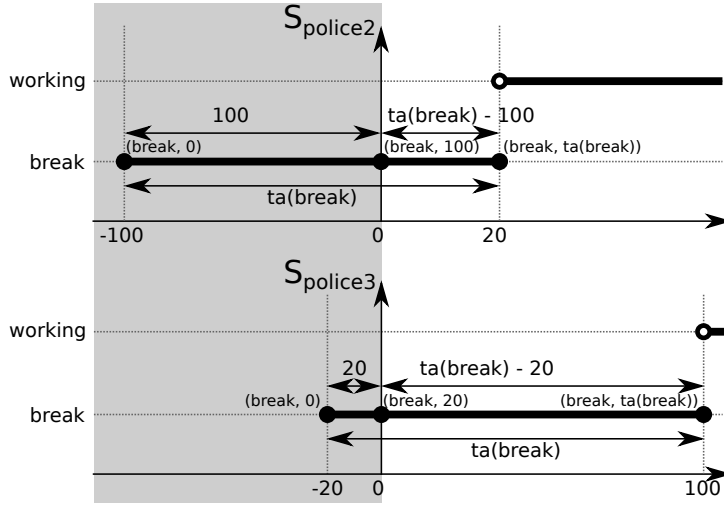 S_police2
working
100
ta(break) - 100
(break, 0)
(break, 100)
(break, ta(break))
break
ta(break)
-100
0
20
S_police3
working
20
ta(break) - 20
(break, 0)
(break, 20)
(break, ta(break))
break
ta(break)
-20
0
100